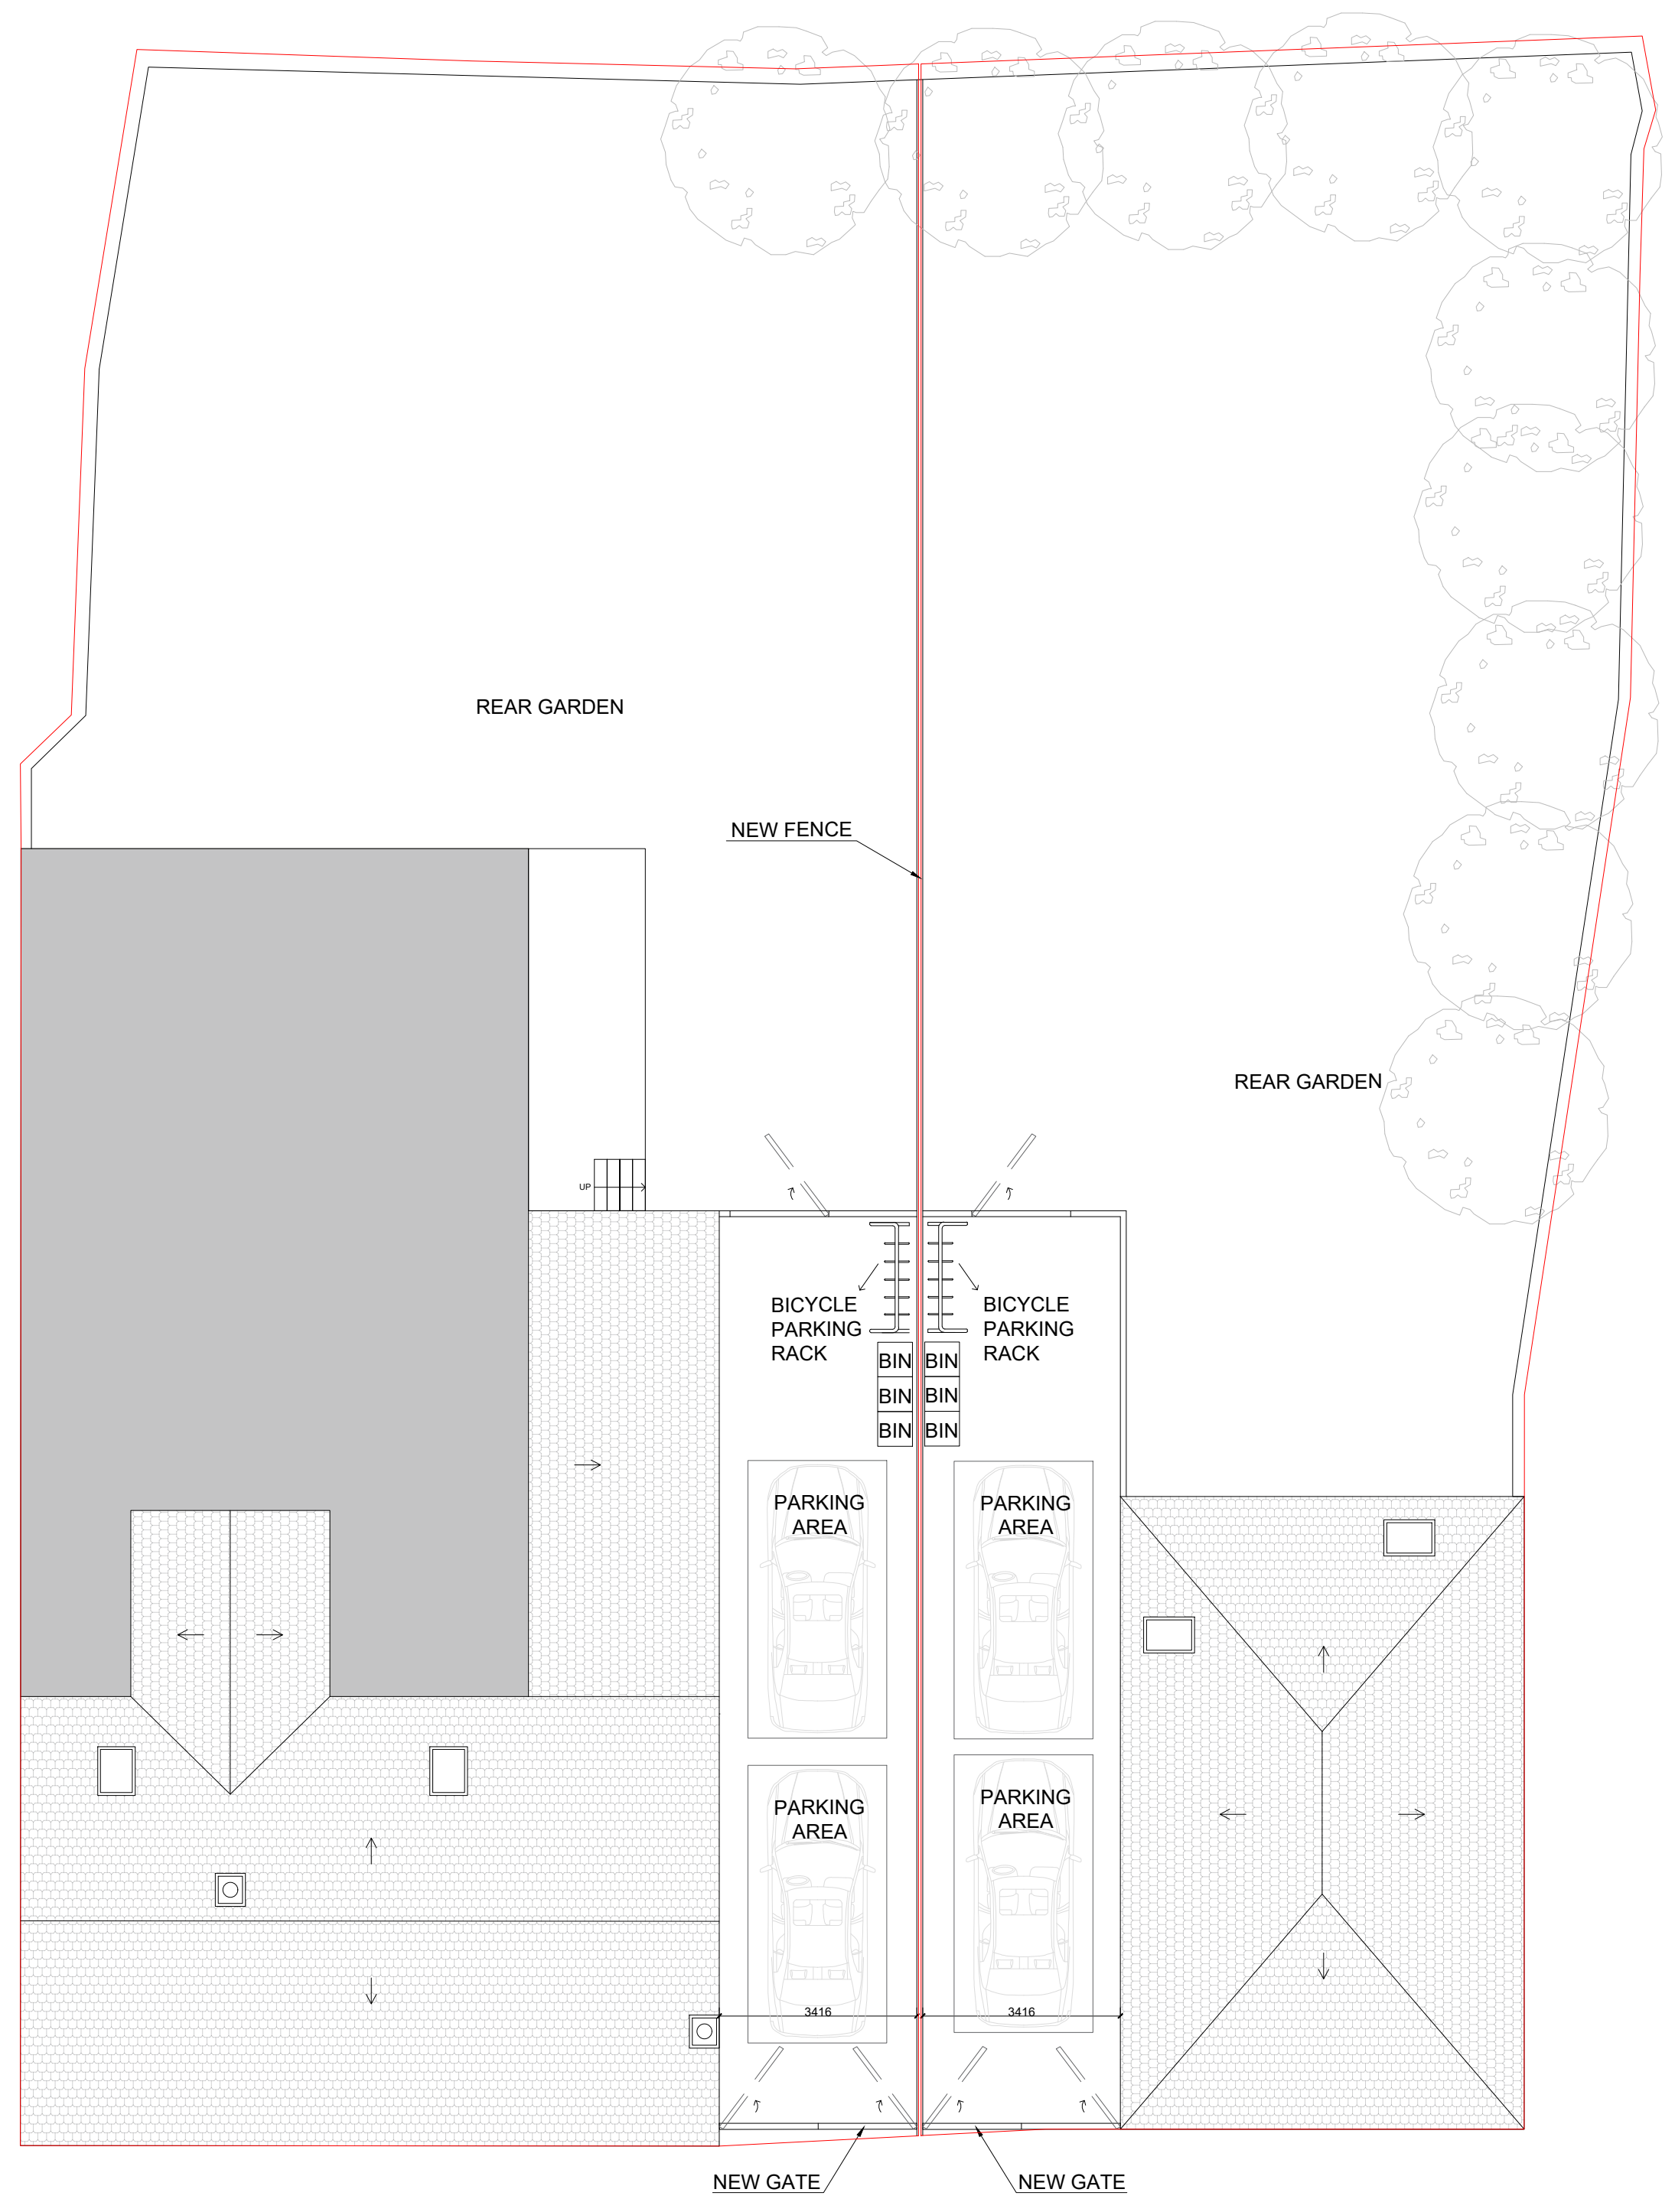 REAR GARDEN
NEW FENCE
REAR GARDEN
UP
BICYCLE
PARKING
RACK
BICYCLE
PARKING
RACK
BIN
BIN
BIN
BIN
BIN
BIN
PARKING
AREA
PARKING
AREA
PARKING
AREA
PARKING
AREA
3416
3416
NEW GATE
NEW GATE